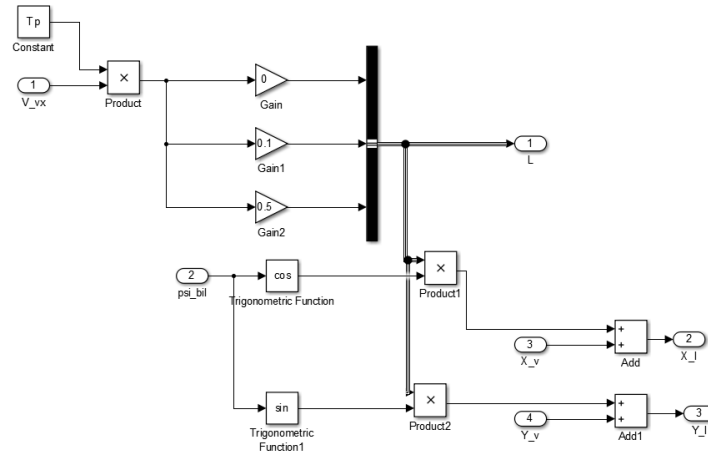 Tp
Constant
1
V_vx
×
Product
0
Gain
0.1
Gain1
0.5
Gain2
1
L
2
psi_bil
cos
Trigonometric Function
×
Product1
3
X_v
+
+
Add
2
X_l
sin
Trigonometric
Function1
×
Product2
4
Y_v
+
+
Add1
3
Y_l